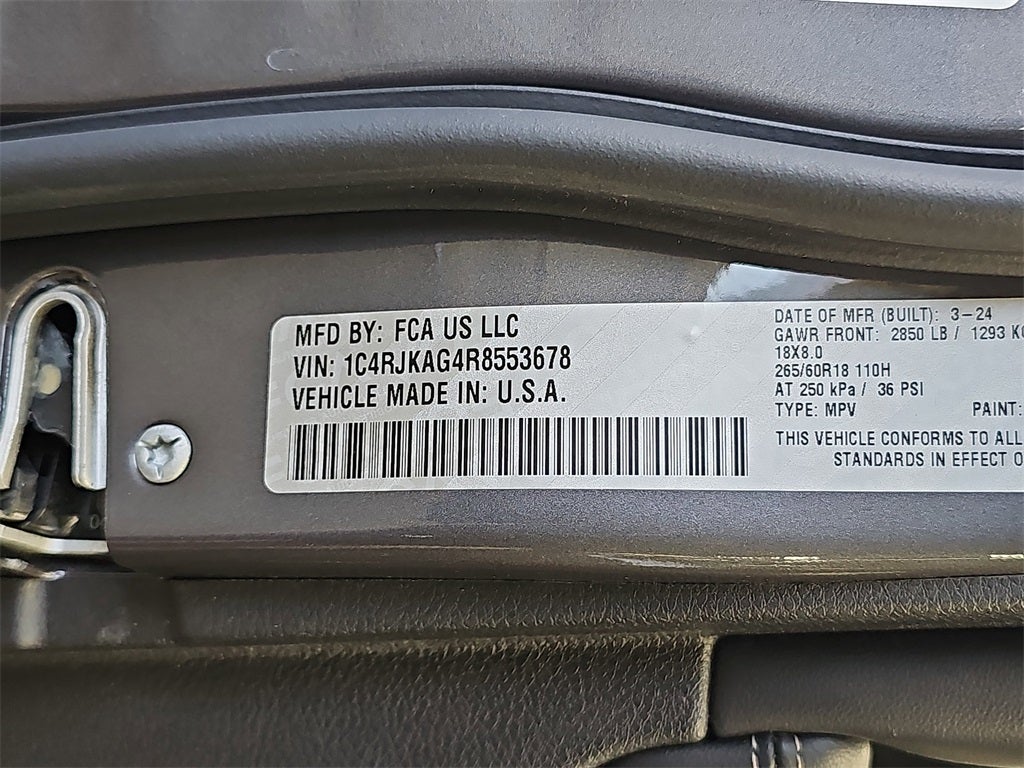 MFD BY: FCA US LLC
VIN: 1C4RJKAG4R8553678
VEHICLE MADE IN: U.S.A.
DATE OF MFR (BUILT): 3-24
GAWR FRONT: 2850 LB / 1293 KG
18X8.0
265/60R18 110H
AT 250 kPa / 36 PSI
TYPE: MPV PAINT:
THIS VEHICLE CONFORMS TO ALL
STANDARDS IN EFFECT O